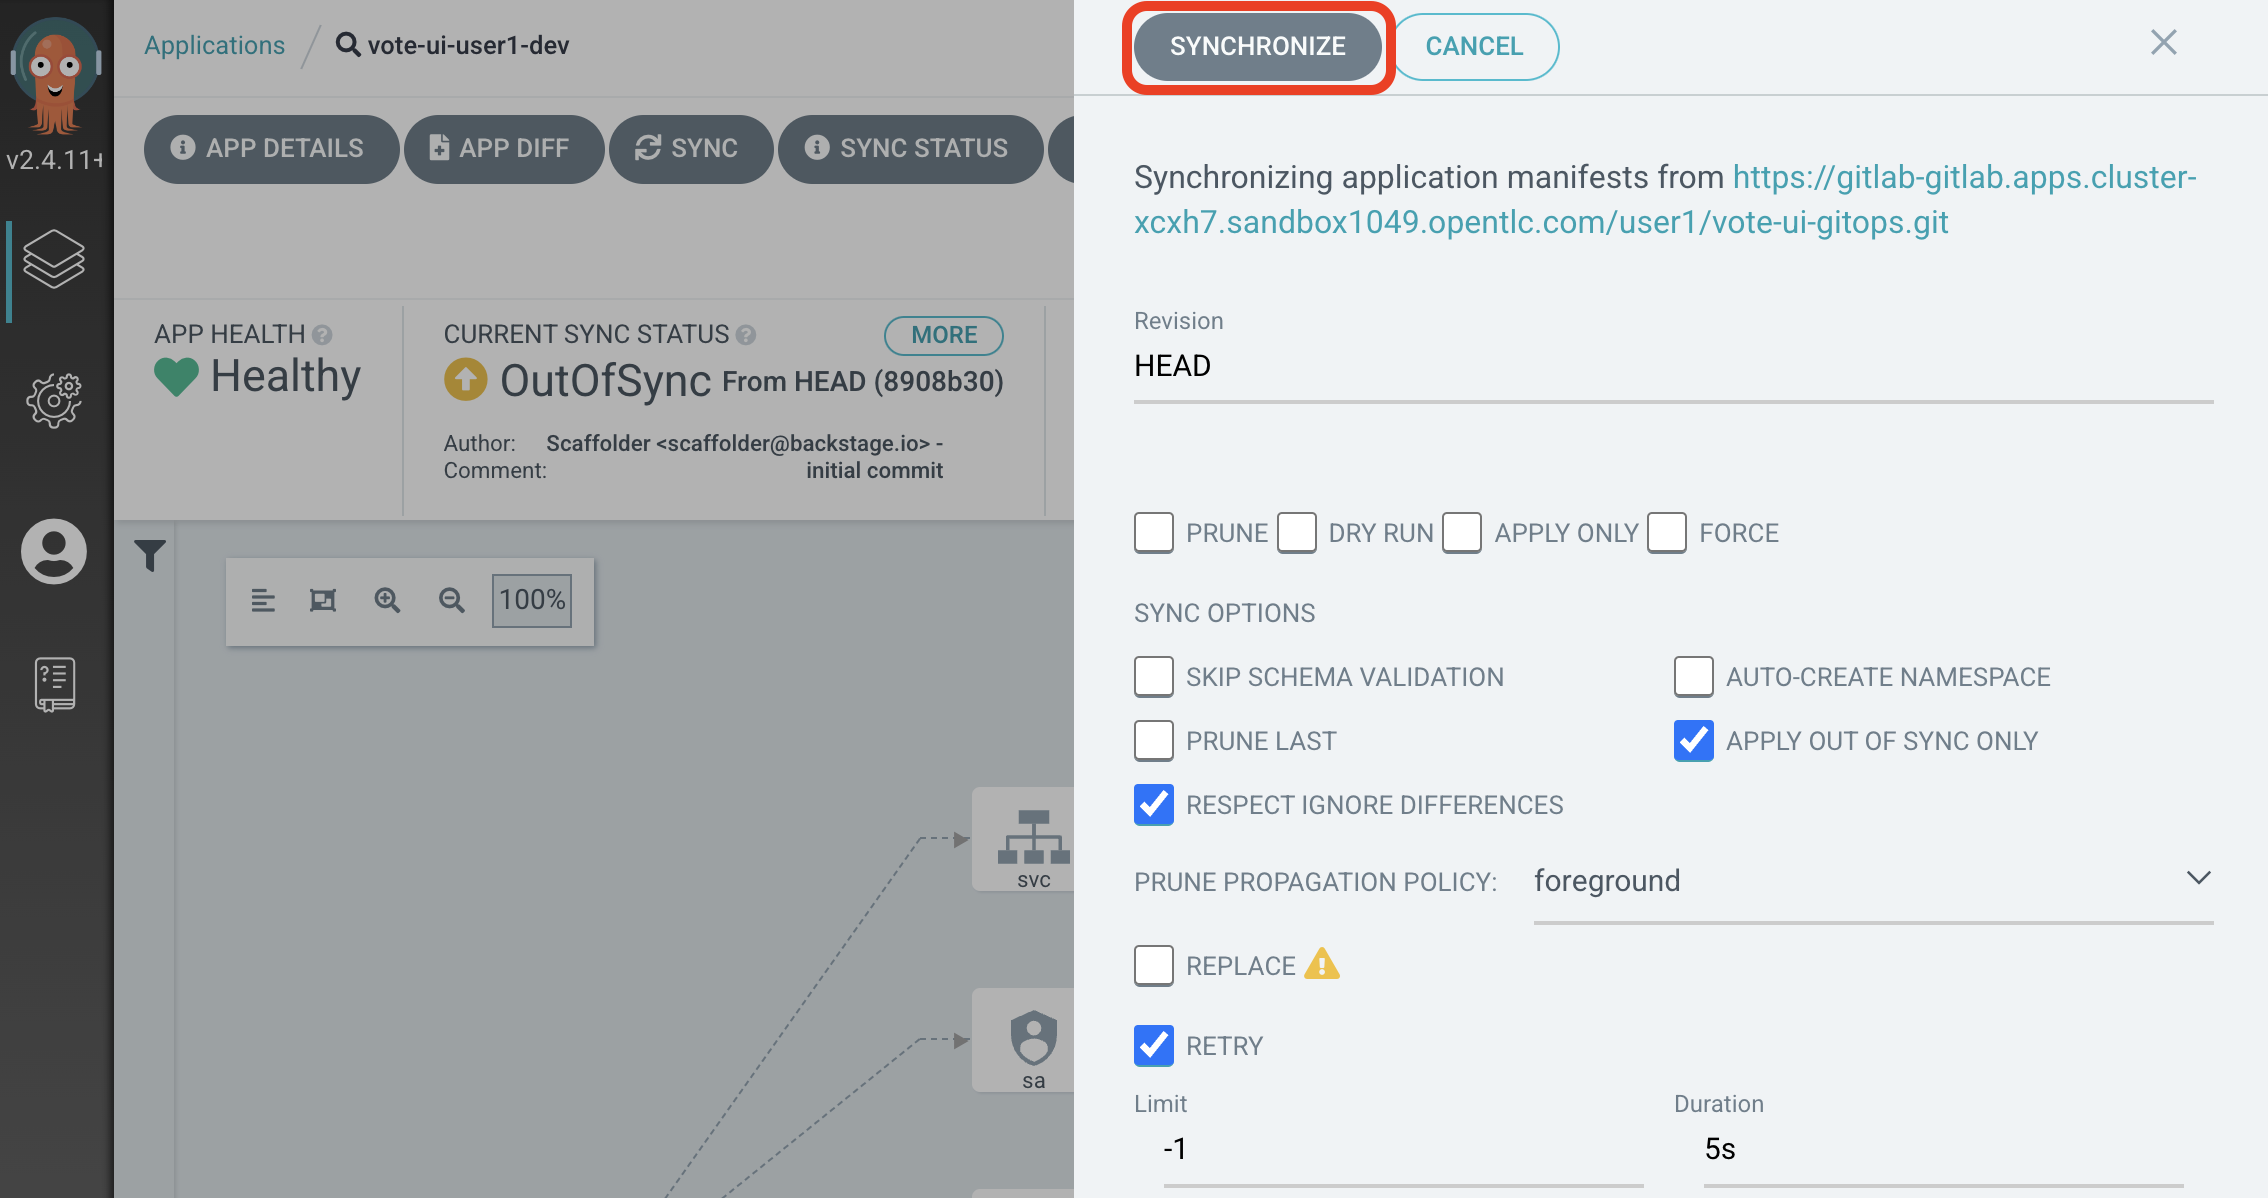 v2.4.11+
Applications / vote-ui-user1-dev
APP DETAILS APP DIFF SYNC SYNC STATUS
APP HEALTH
Healthy
CURRENT SYNC STATUS MORE
OutOfSync From HEAD (8908b30)
Author: Scaffolder <scaffolder@backstage.io> -
Comment: initial commit
100%
svc
sa
SYNCHRONIZE CANCEL
Synchronizing application manifests from https://gitlab-gitlab.apps.cluster-
xcxh7.sandbox1049.opentlc.com/user1/vote-ui-gitops.git
Revision
HEAD
PRUNE DRY RUN APPLY ONLY FORCE
SYNC OPTIONS
SKIP SCHEMA VALIDATION AUTO-CREATE NAMESPACE
PRUNE LAST APPLY OUT OF SYNC ONLY
RESPECT IGNORE DIFFERENCES
PRUNE PROPAGATION POLICY: foreground
REPLACE
RETRY
Limit Duration
-1 5s